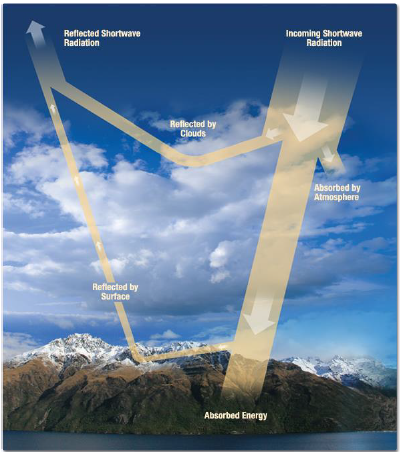 Reflected Shortwave
Radiation
Incoming Shortwave
Radiation
Reflected by
Clouds
Absorbed by
Atmosphere
Reflected by
Surface
Absorbed Energy